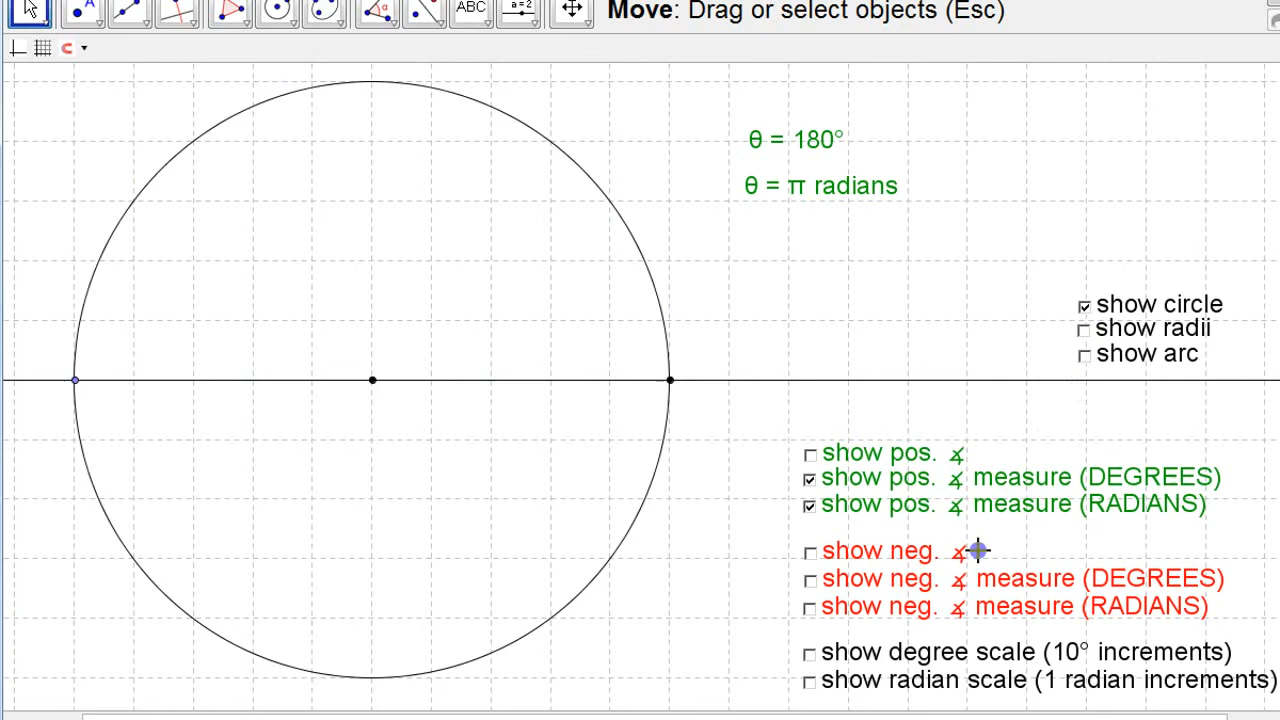 A
α
ABC
a = 2
Move: Drag or select objects (Esc)
θ = 180°
θ = π radians
show circle
show radii
show arc
show pos. ∡
show pos. ∡ measure (DEGREES)
show pos. ∡ measure (RADIANS)
show neg. ∡
show neg. ∡ measure (DEGREES)
show neg. ∡ measure (RADIANS)
show degree scale (10° increments)
show radian scale (1 radian increments)